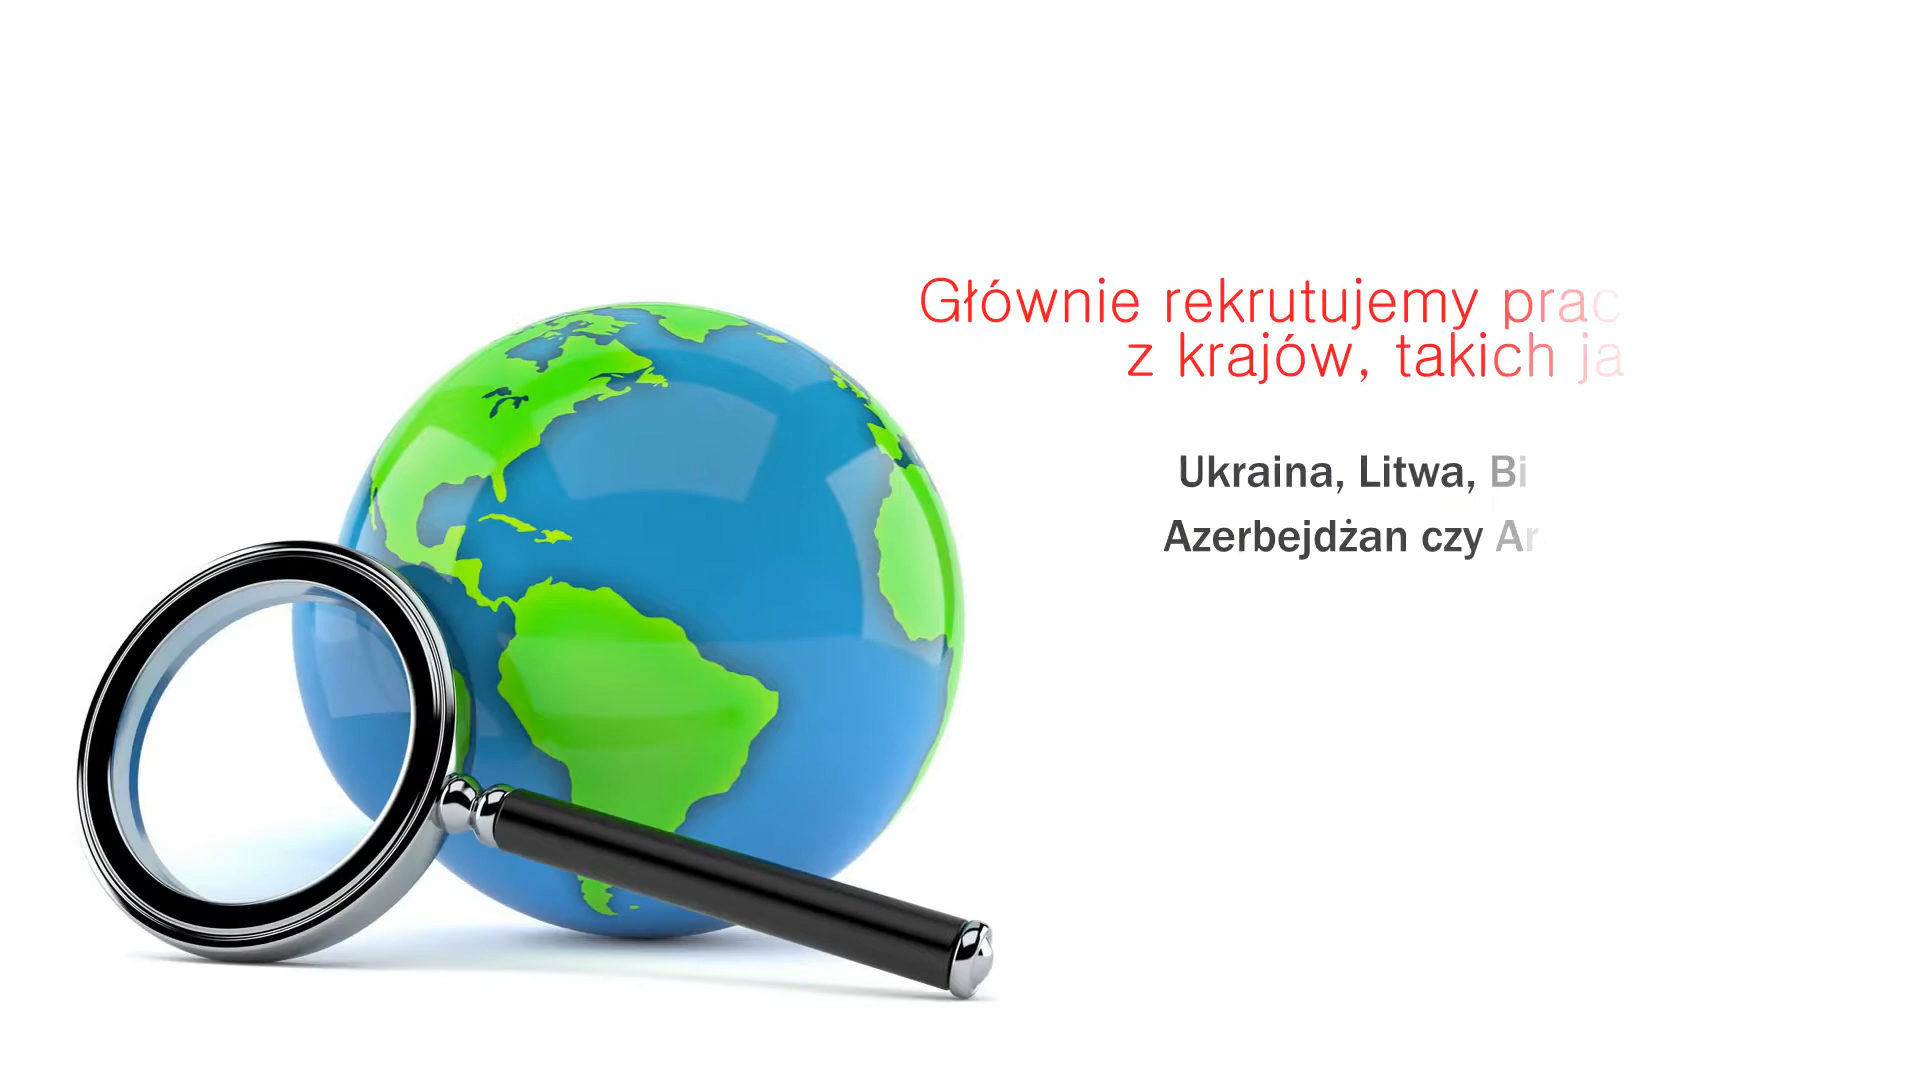 Głównie rekrutujemy prac
z krajów, takich ja
Ukraina, Litwa, Bi
Azerbejdżan czy Ar